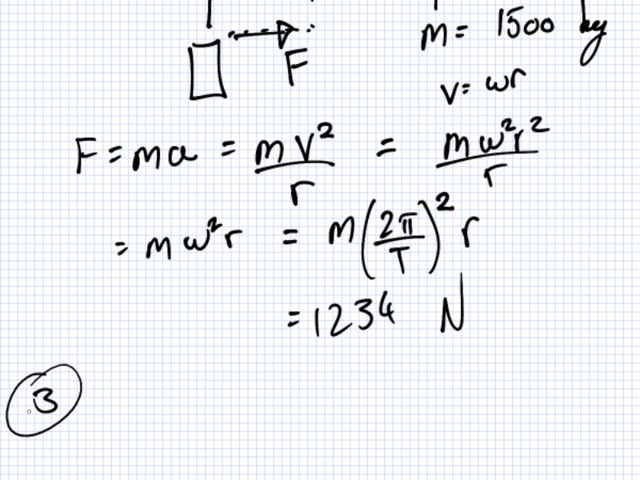 m = 1500 kg
F
v = ωr
F = ma = mv²/r = mω²r²/r
= mω²r = m(2π/T)²r
= 1234 N
3